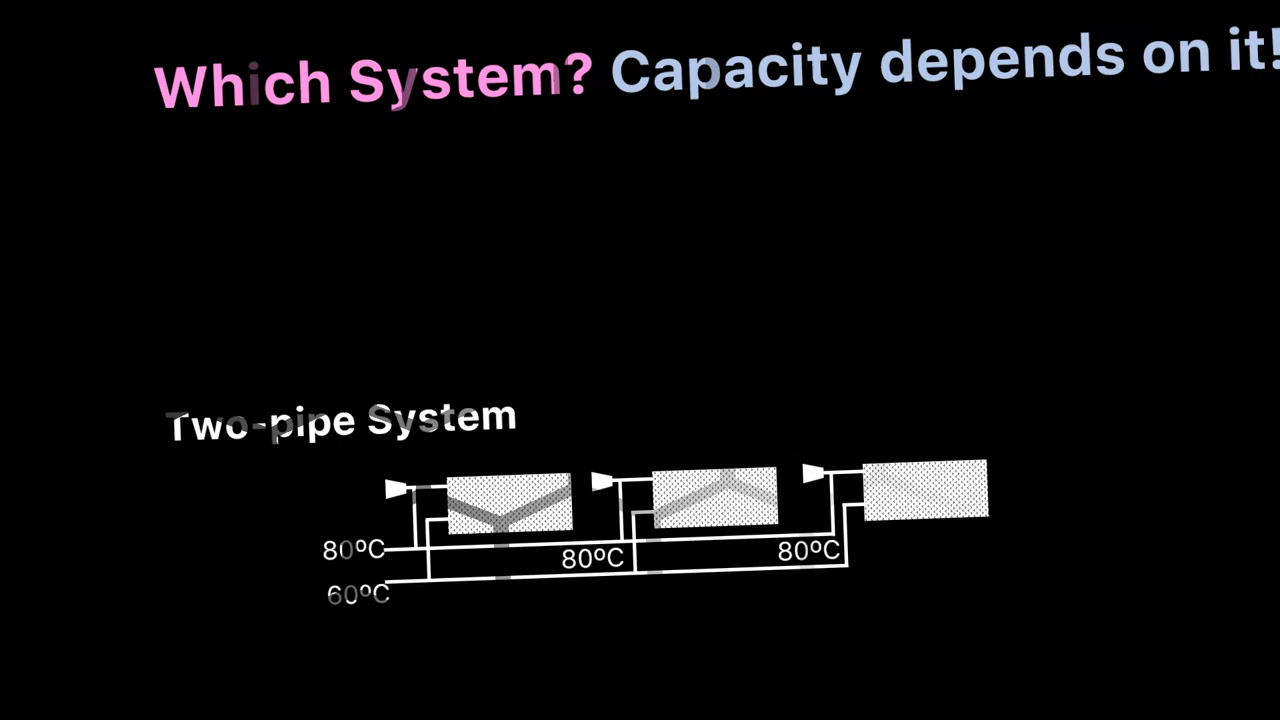 Which System? Capacity depends on it!
Two-pipe System
80ºC
80ºC
80ºC
60ºC